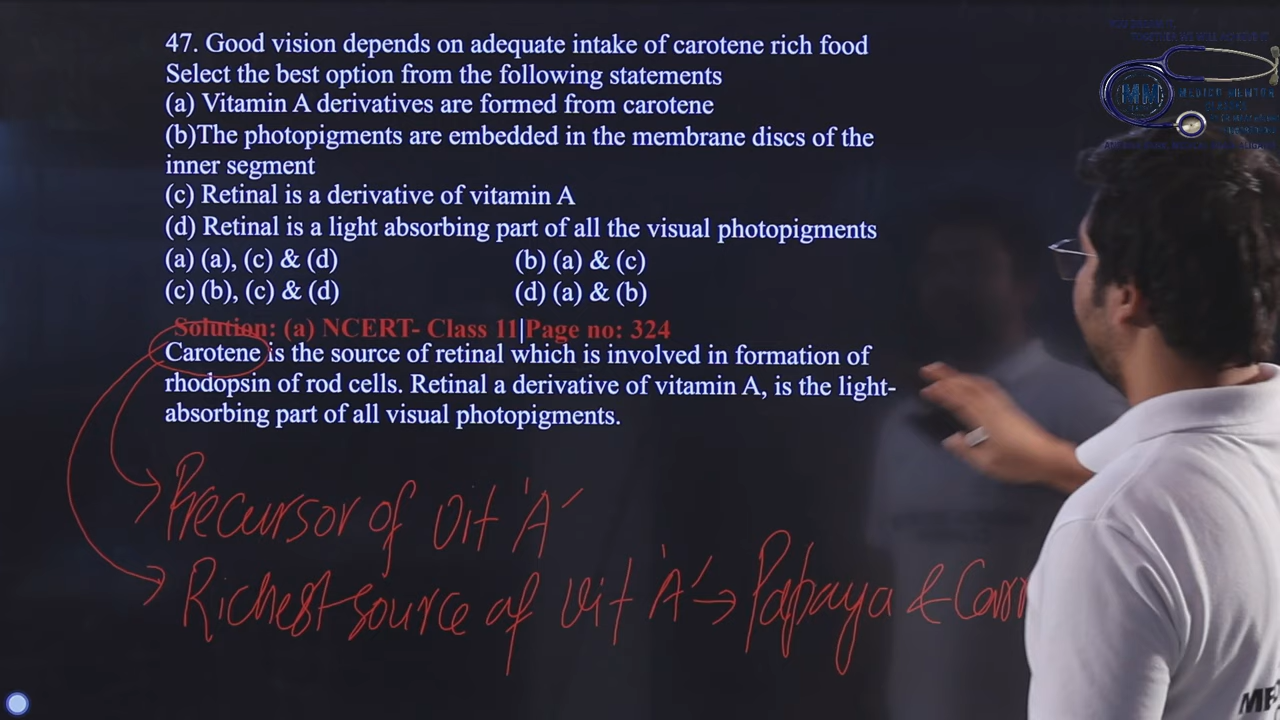 47. Good vision depends on adequate intake of carotene rich food
Select the best option from the following statements
(a) Vitamin A derivatives are formed from carotene
(b)The photopigments are embedded in the membrane discs of the
inner segment
(c) Retinal is a derivative of vitamin A
(d) Retinal is a light absorbing part of all the visual photopigments
(a) (a), (c) & (d) (b) (a) & (c)
(c) (b), (c) & (d) (d) (a) & (b)
Solution: (a) NCERT- Class 11|Page no: 324
Carotene is the source of retinal which is involved in formation of
rhodopsin of rod cells. Retinal a derivative of vitamin A, is the light-
absorbing part of all visual photopigments.
Precursor of Vit 'A'
Richest source of Vit 'A' → Papaya &
MM